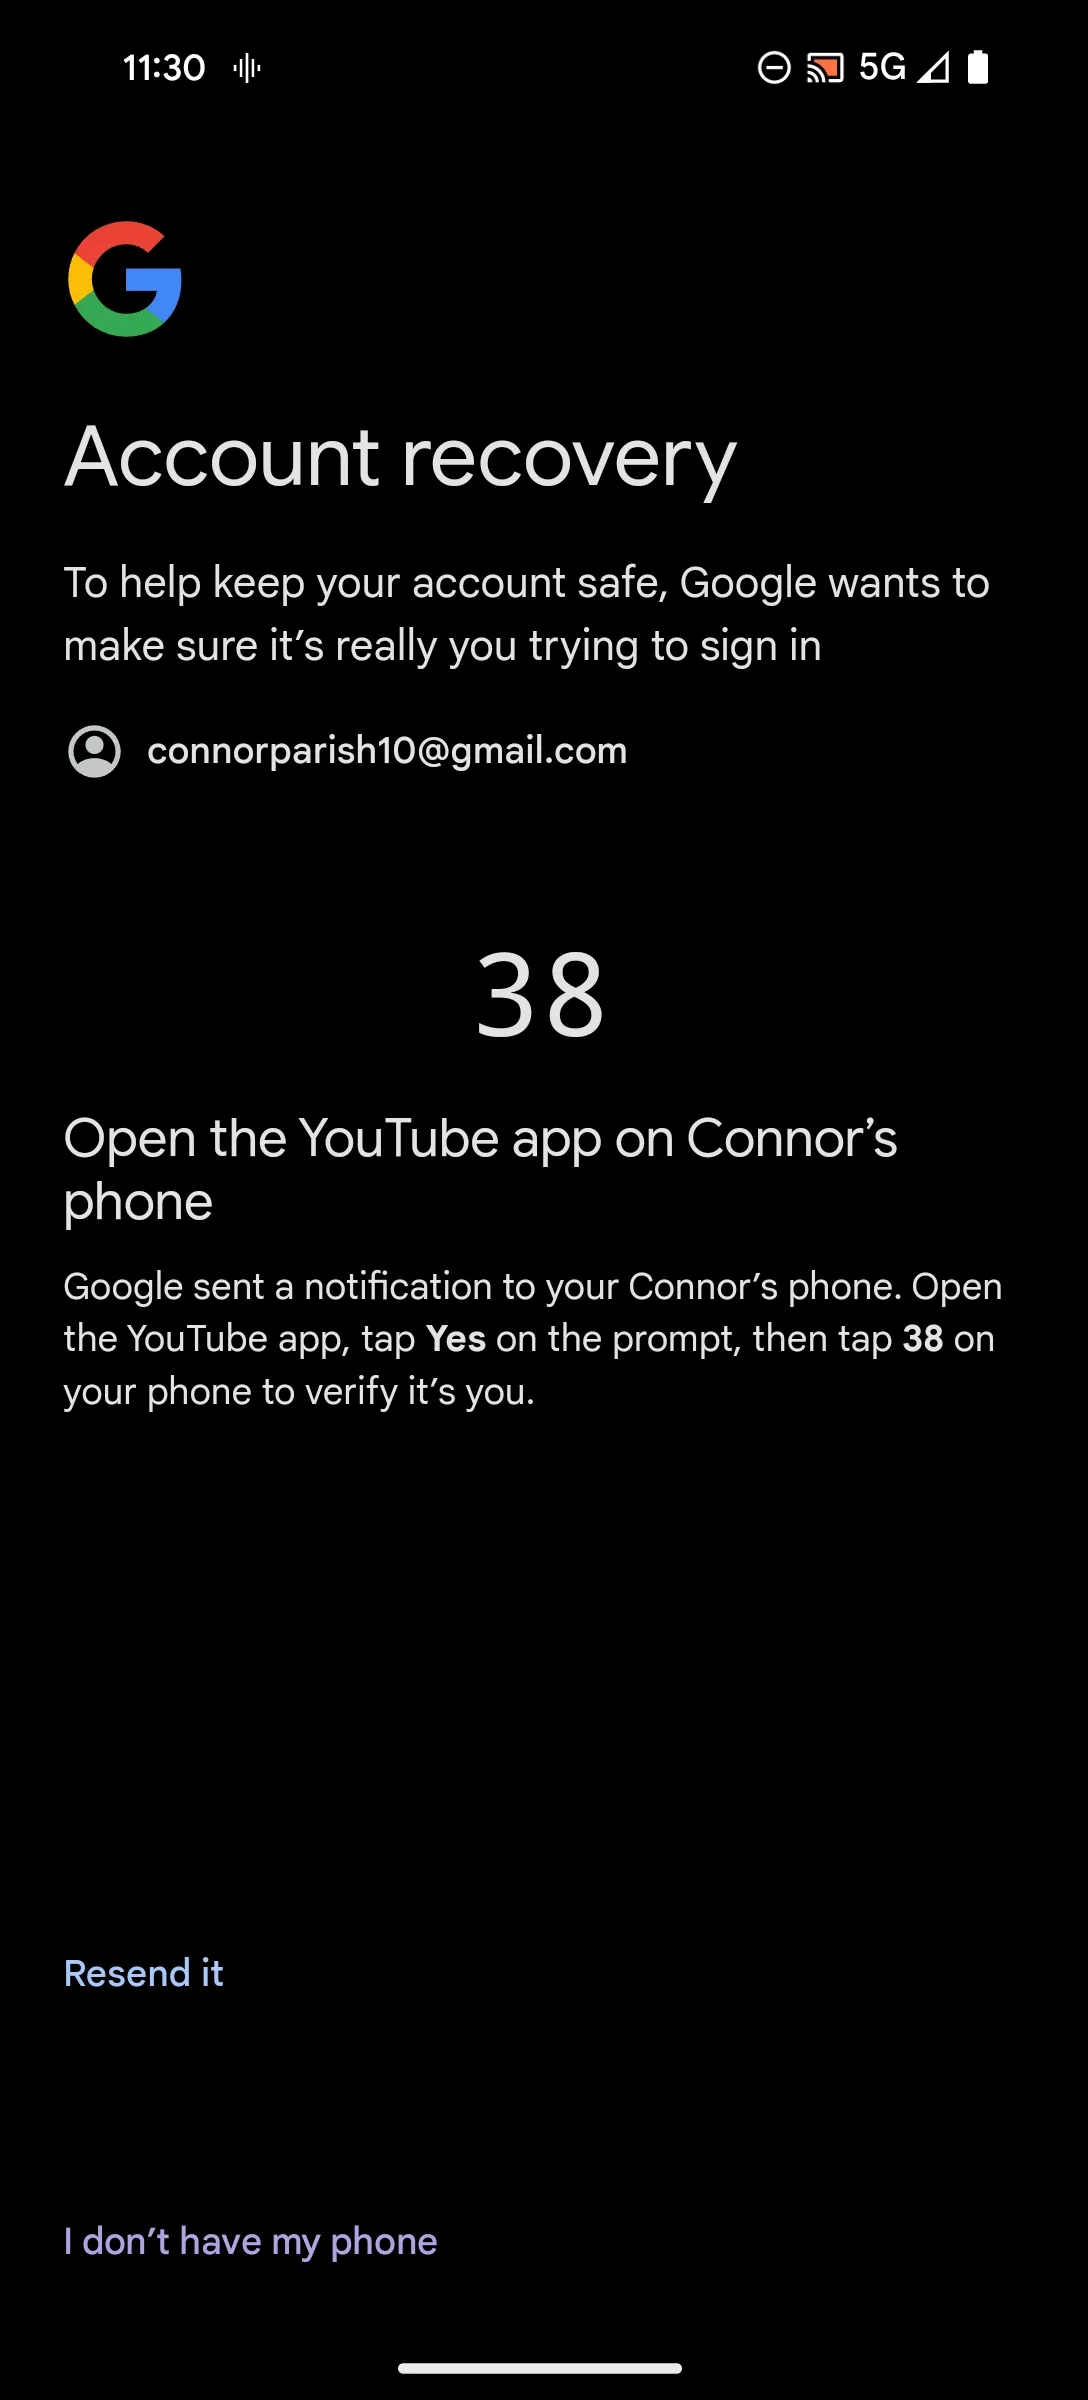 11:30
5G
Account recovery
To help keep your account safe, Google wants to
make sure it’s really you trying to sign in
connorparish10@gmail.com
38
Open the YouTube app on Connor’s
phone
Google sent a notification to your Connor’s phone. Open
the YouTube app, tap Yes on the prompt, then tap 38 on
your phone to verify it’s you.
Resend it
I don’t have my phone